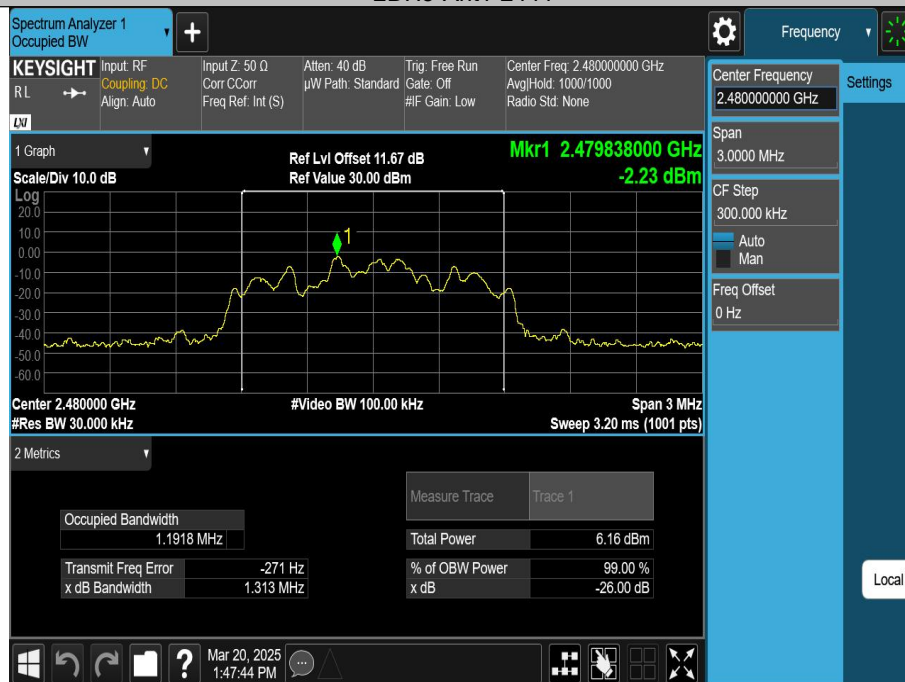 Spectrum Analyzer 1
Occupied BW
+
Frequency
KEYSIGHT
RL
LXI
Input: RF
Coupling: DC
Align: Auto
Input Z: 50 Ω
Corr CCorr
Freq Ref: Int (S)
Atten: 40 dB
µW Path: Standard
Trig: Free Run
Gate: Off
#IF Gain: Low
Center Freq: 2.480000000 GHz
Avg|Hold: 1000/1000
Radio Std: None
Center Frequency
2.480000000 GHz
Settings
Span
3.0000 MHz
CF Step
300.000 kHz
Auto
Man
Freq Offset
0 Hz
Local
1 Graph
Scale/Div 10.0 dB
Ref Lvl Offset 11.67 dB
Ref Value 30.00 dBm
Mkr1 2.479838000 GHz
-2.23 dBm
Log
20.0
10.0
0.00
-10.0
-20.0
-30.0
-40.0
-50.0
-60.0
1
Center 2.480000 GHz
#Res BW 30.000 kHz
#Video BW 100.00 kHz
Span 3 MHz
Sweep 3.20 ms (1001 pts)
2 Metrics
Measure Trace
Trace 1
Occupied Bandwidth
1.1918 MHz
Total Power
6.16 dBm
Transmit Freq Error
-271 Hz
% of OBW Power
99.00 %
x dB Bandwidth
1.313 MHz
x dB
-26.00 dB
?
Mar 20, 2025
1:47:44 PM